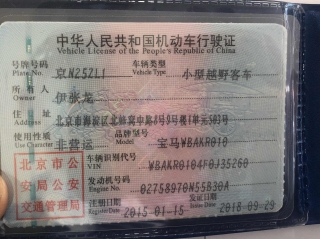 中华人民共和国机动车行驶证
Vehicle License of the People's Republic of China
号牌号码 京N25ZL1 车辆类型 小型越野客车
Plate No. Vehicle Type
所有人 伊张龙
Owner
住址
Address
使用性质 非营运 品牌型号 宝马WBAKR010
Use Character Model
北京市公
安局公安
交通管理局
车辆识别代号 WBAKR0104F0J35260
VIN
发动机号码 02758970N55B30A
Engine No.
注册日期 2015-01-15 发证日期 2018-09-29
Register Date Issue Date